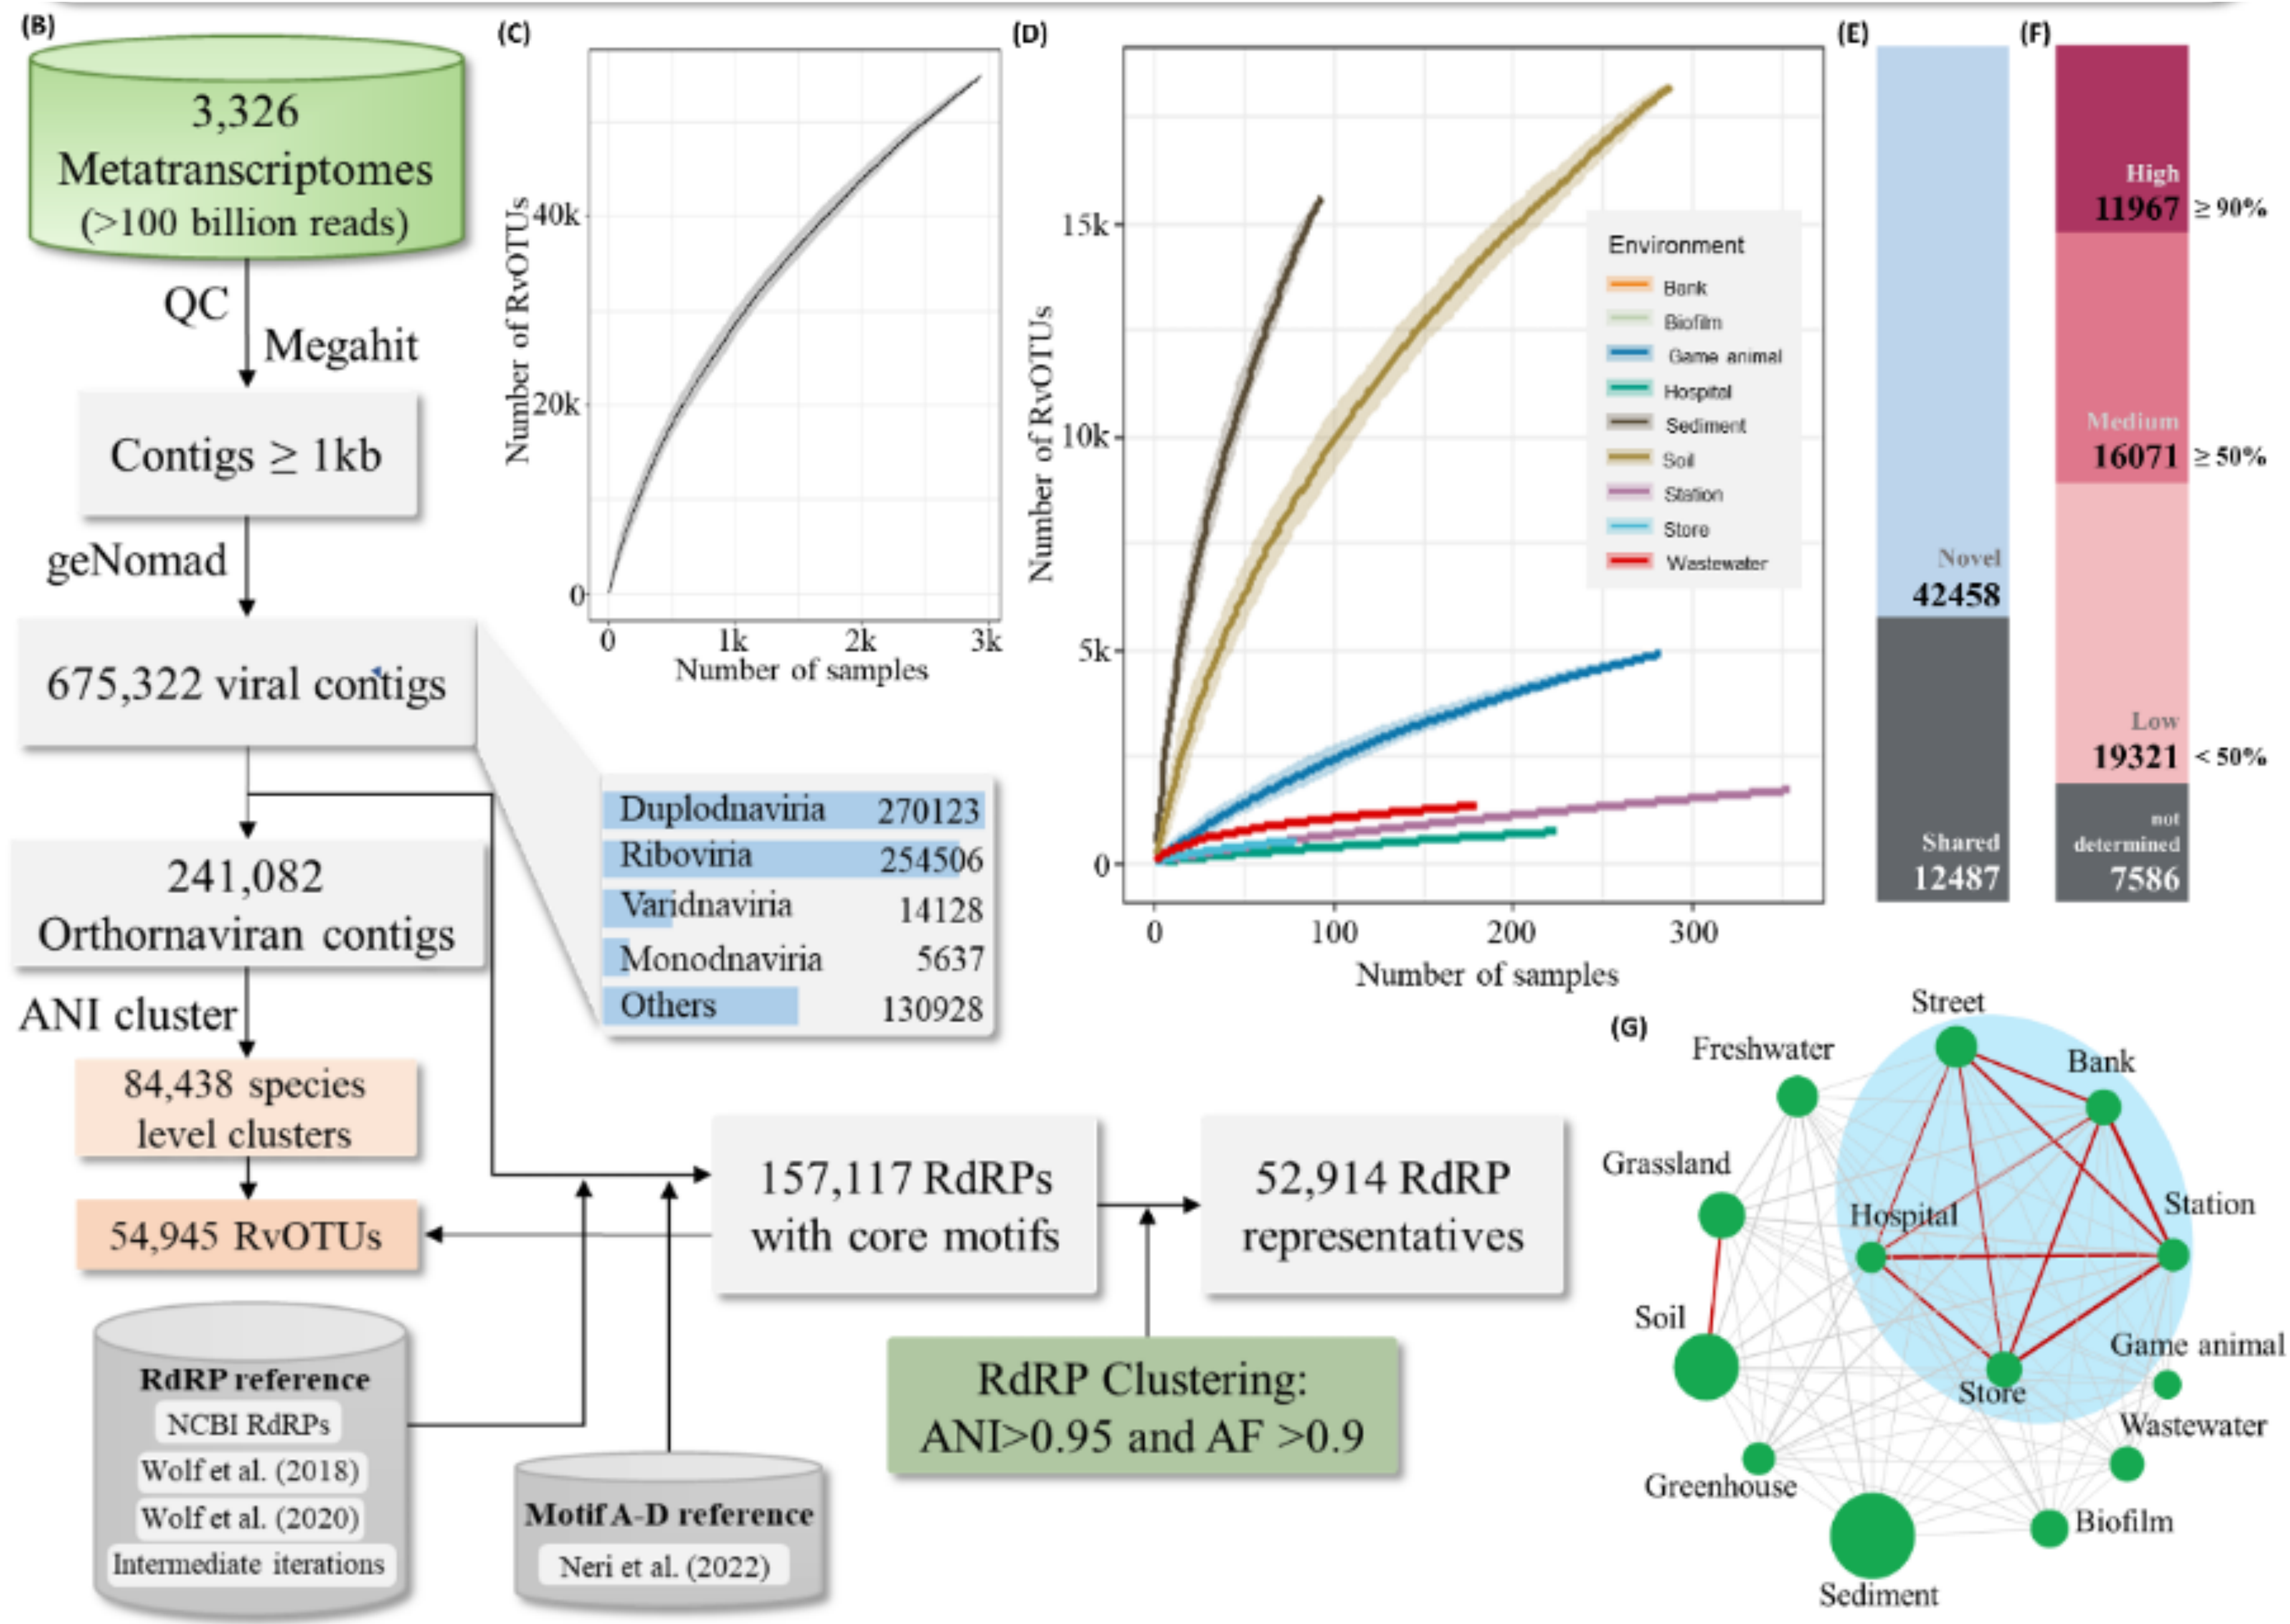 (B)
3,326
Metatranscriptomes
(>100 billion reads)
QC
Megahit
Contigs ≥ 1kb
geNomad
675,322 viral contigs
241,082
Orthornaviran contigs
ANI cluster
84,438 species
level clusters
54,945 RvOTUs
RdRP reference
NCBI RdRPs
Wolf et al. (2018)
Wolf et al. (2020)
Intermediate iterations
Motif A-D reference
Neri et al. (2022)
157,117 RdRPs
with core motifs
52,914 RdRP
representatives
RdRP Clustering:
ANI>0.95 and AF >0.9
Duplodnaviria 270123
Riboviria 254506
Varidnaviria 14128
Monodnaviria 5637
Others 130928
(C)
Number of RvOTUs
40k
20k
0
0 1k 2k 3k
Number of samples
(D)
Number of RvOTUs
15k
10k
5k
0
0 100 200 300
Number of samples
Environment
Bank
Biofilm
Game animal
Hospital
Sediment
Soil
Station
Store
Wastewater
(E)
Novel
42458
Shared
12487
(F)
High
11967 ≥ 90%
Medium
16071 ≥ 50%
Low
19321 < 50%
not
determined
7586
(G)
Street
Freshwater
Bank
Grassland
Hospital
Station
Soil
Game animal
Store
Wastewater
Greenhouse
Biofilm
Sediment